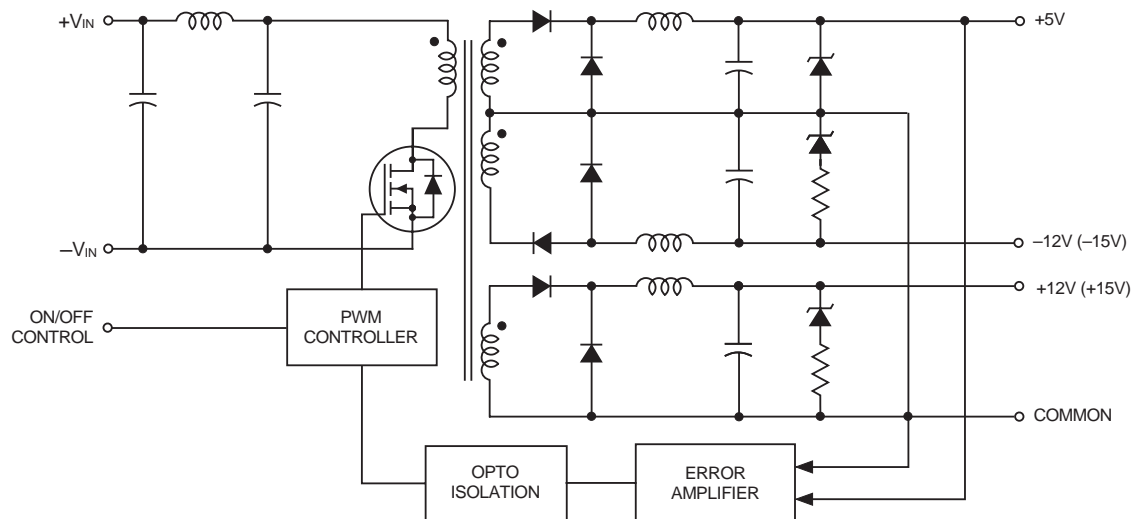 +VIN
+5V
–VIN
–12V (–15V)
+12V (+15V)
ON/OFF
CONTROL
PWM
CONTROLLER
COMMON
OPTO
ISOLATION
ERROR
AMPLIFIER